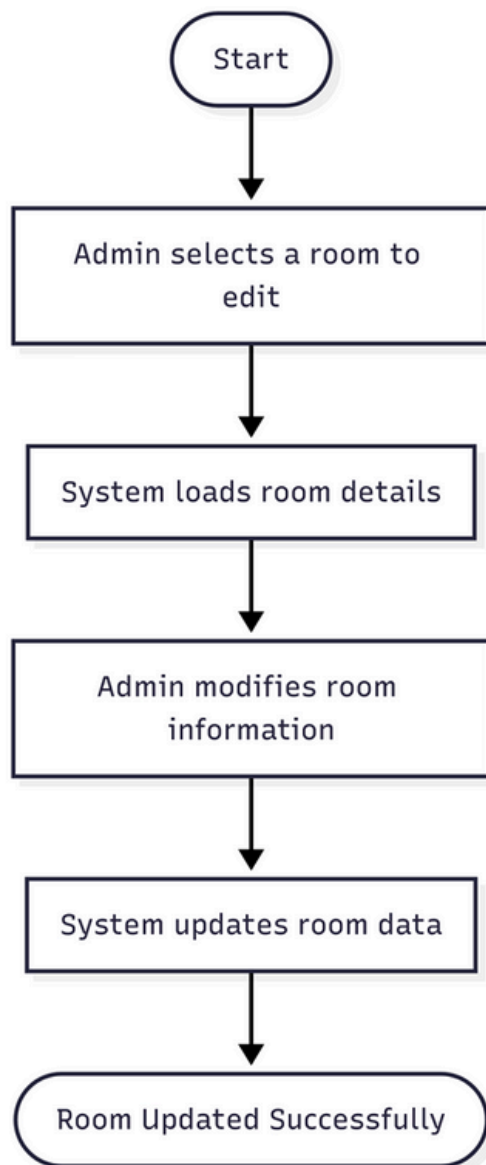 Start
Admin selects a room to
edit
System loads room details
Admin modifies room
information
System updates room data
Room Updated Successfully